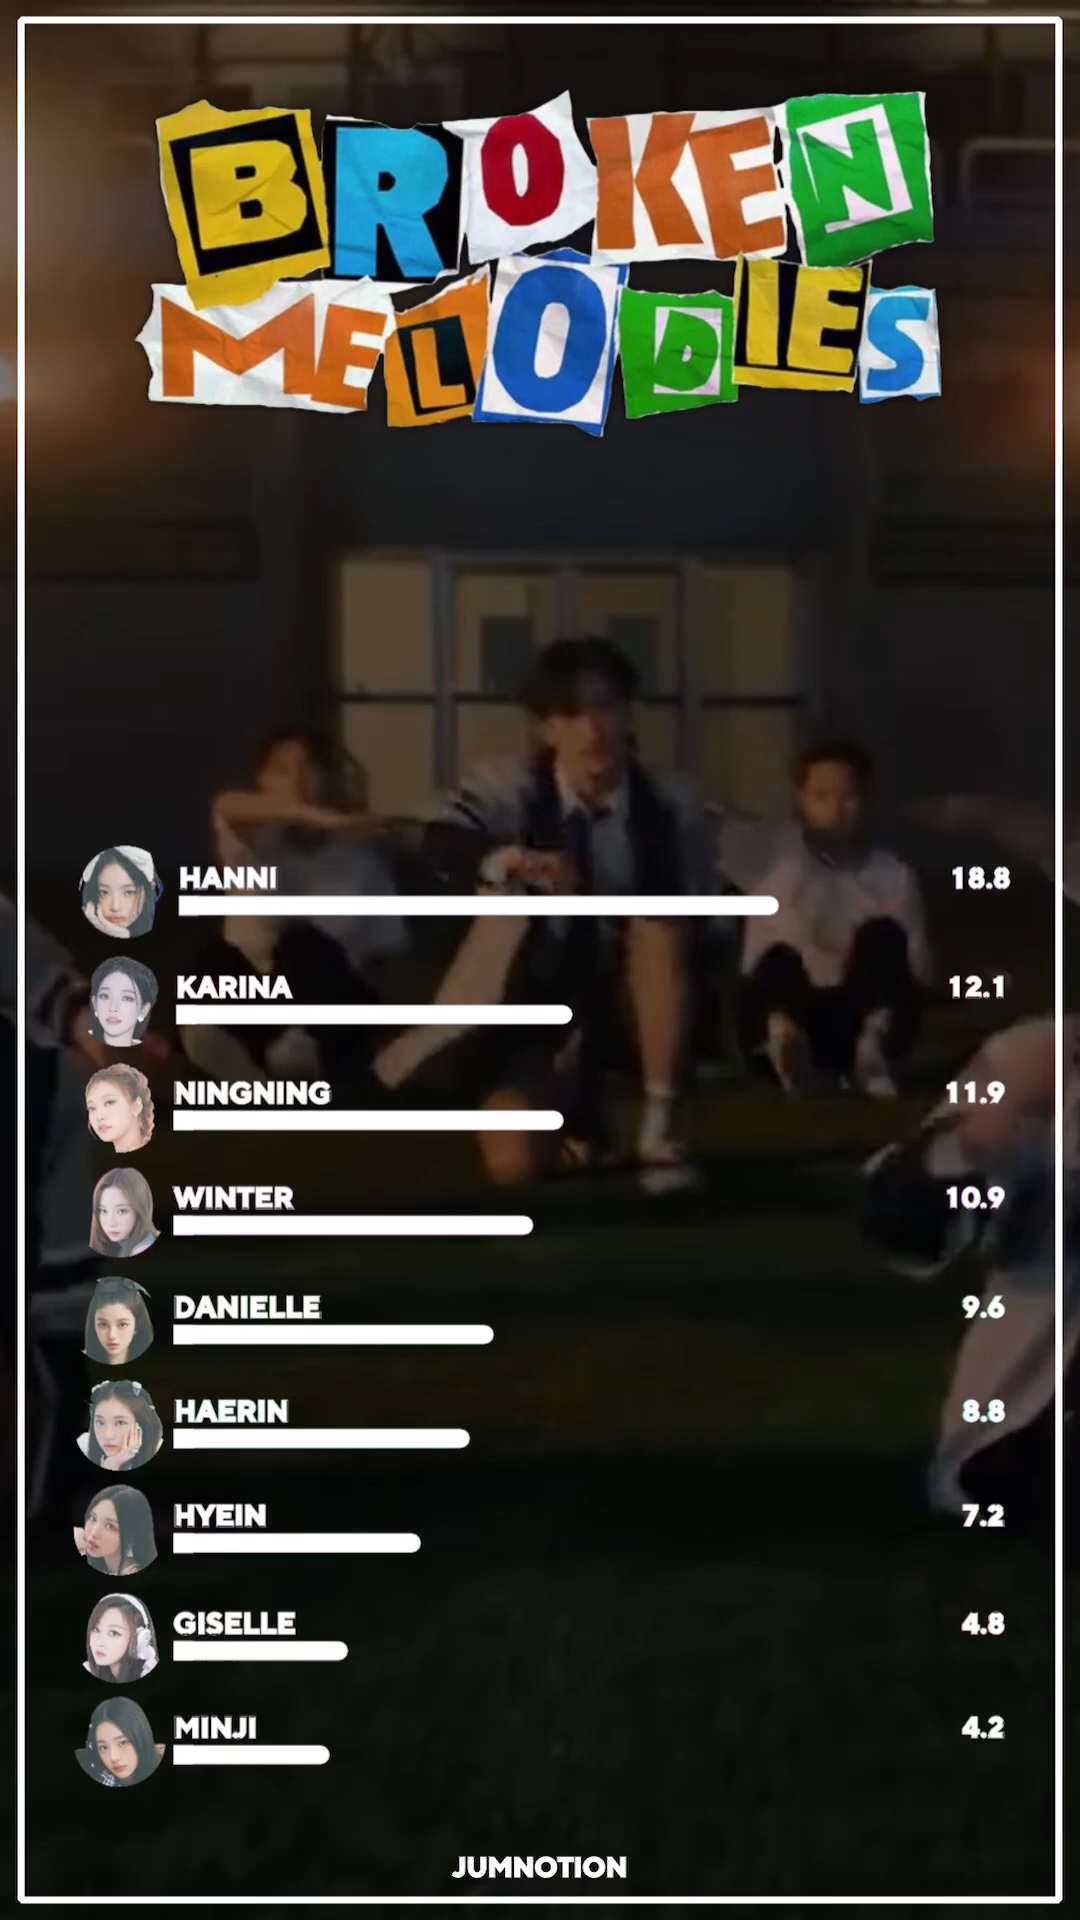 BROKEN
MELODIES
HANNI 18.8
KARINA 12.1
NINGNING 11.9
WINTER 10.9
DANIELLE 9.6
HAERIN 8.8
HYEIN 7.2
GISELLE 4.8
MINJI 4.2
JUMNOTION